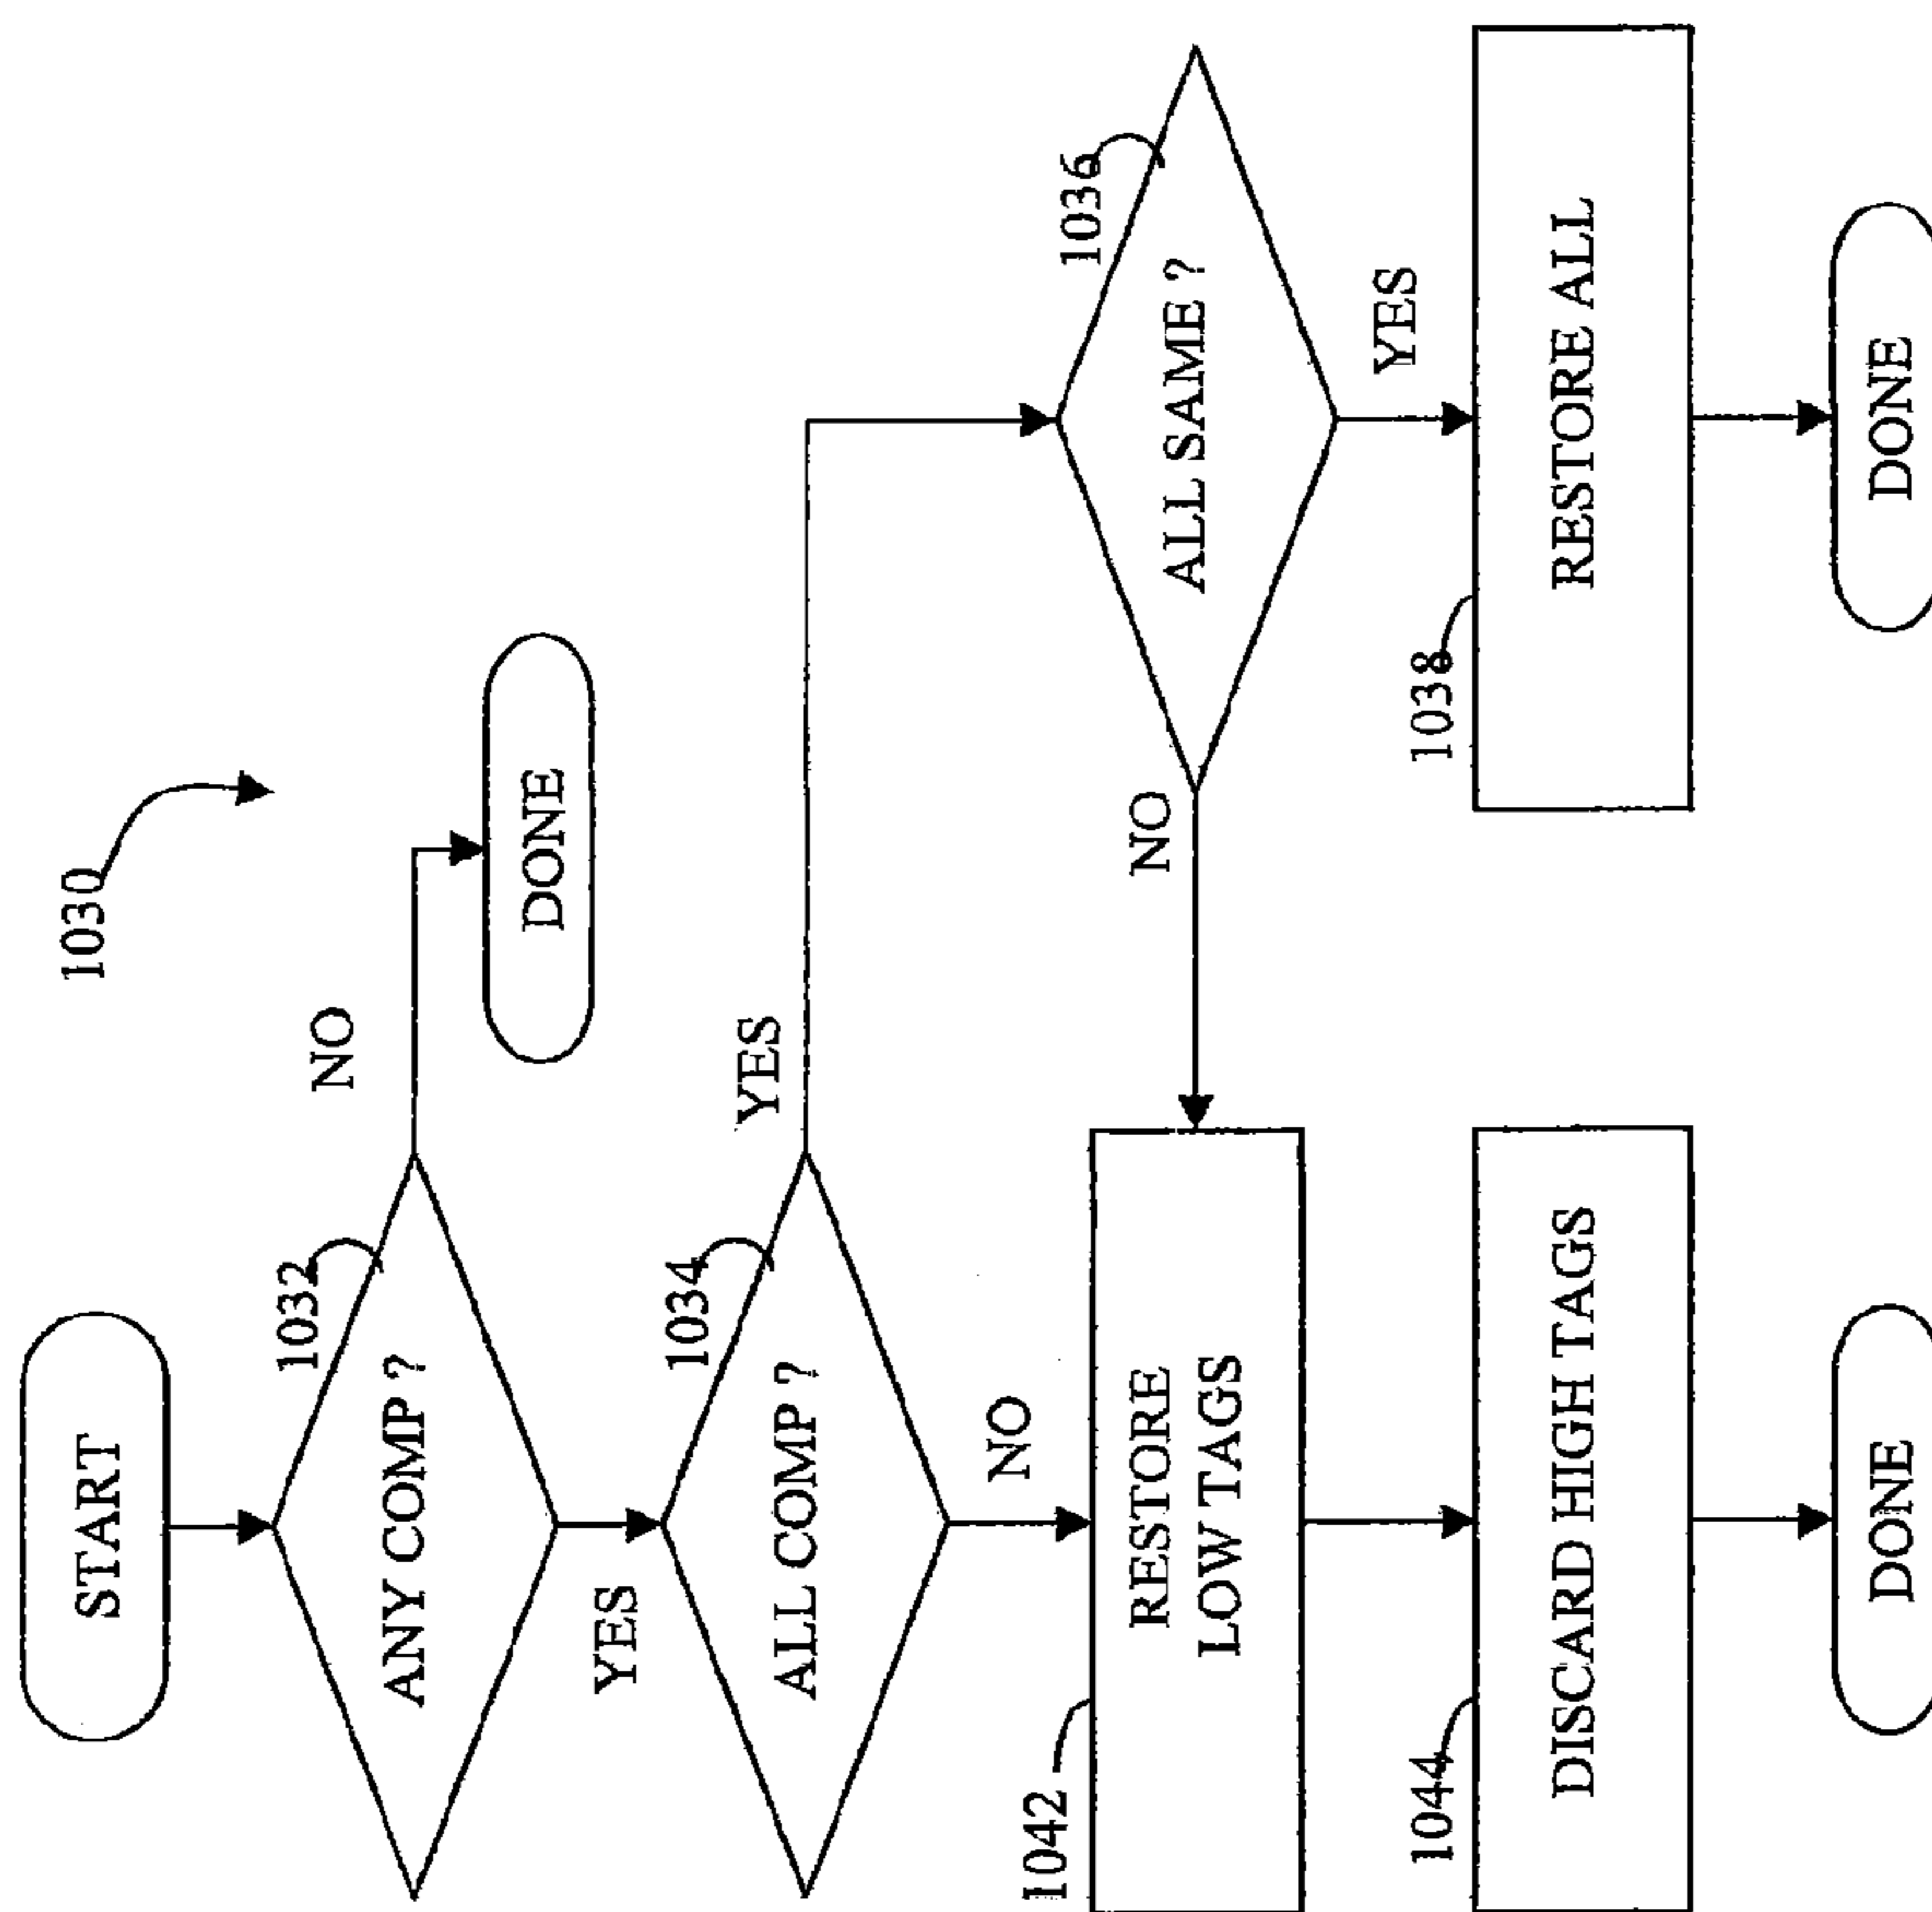 1030
START
1032
ANY COMP ?
NO
DONE
YES
1034
ALL COMP ?
YES
NO
1036
ALL SAME ?
NO
YES
1042
RESTORE
LOW TAGS
1038
RESTORE ALL
1044
DISCARD HIGH TAGS
DONE
DONE